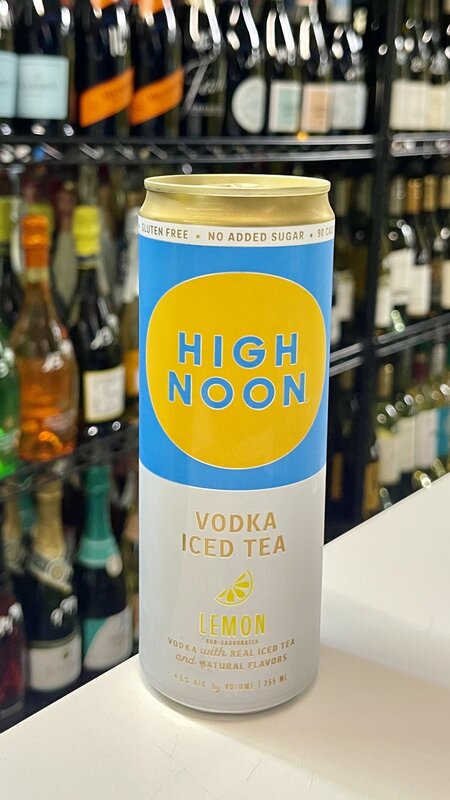 GLUTEN FREE • NO ADDED SUGAR • 90 CAL
HIGH
NOON
VODKA
ICED TEA
LEMON
NON-CARBONATED
VODKA with REAL ICED TEA
and NATURAL FLAVORS
4.5% ALC by VOLUME | 355 ML